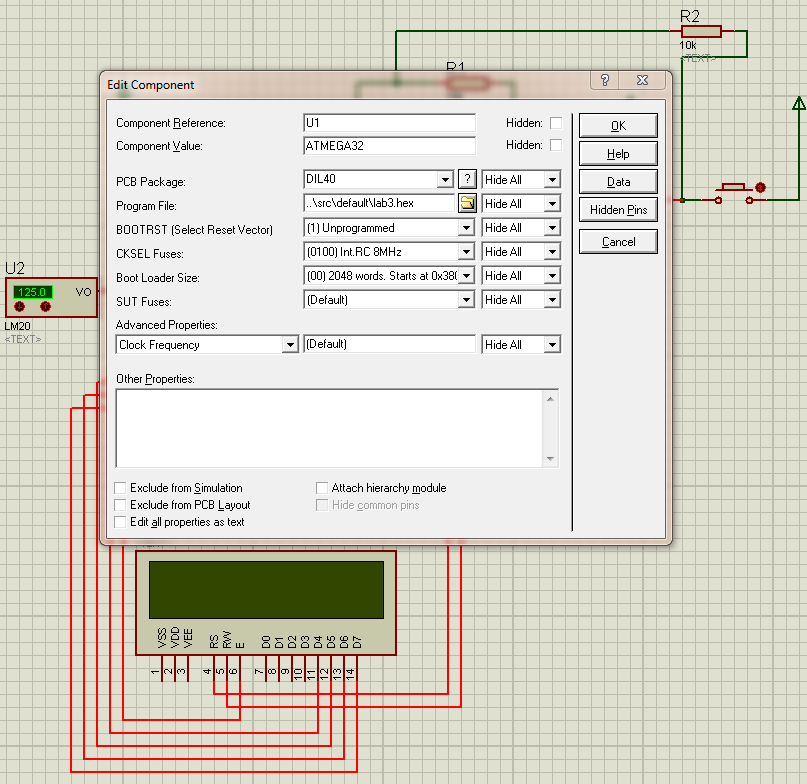 R2
10k
<TEXT>
R1
Edit Component
Component Reference: U1 Hidden:
Component Value: ATMEGA32 Hidden:
PCB Package: DIL40 ? Hide All
Program File: ..\src\default\lab3.hex Hide All
BOOTRST (Select Reset Vector) (1) Unprogrammed Hide All
CKSEL Fuses: (0100) Int.RC 8MHz Hide All
Boot Loader Size: (00) 2048 words. Starts at 0x380 Hide All
SUT Fuses: (Default) Hide All
Advanced Properties:
Clock Frequency (Default) Hide All
Other Properties:
Exclude from Simulation Attach hierarchy module
Exclude from PCB Layout Hide common pins
Edit all properties as text
OK
Help
Data
Hidden Pins
Cancel
U2
125.0 VO
1
LM20
<TEXT>
VSS VDD VEE RS RW E D0 D1 D2 D3 D4 D5 D6 D7
1 2 3 4 5 6 7 8 9 10 11 12 13 14